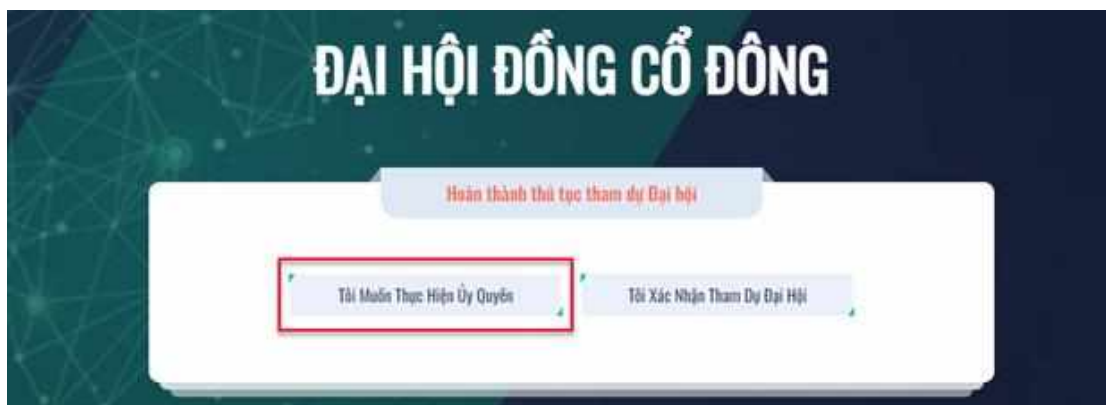 ĐẠI HỘI ĐỒNG CỔ ĐÔNG
Hoàn thành thủ tục tham dự Đại hội
Tôi Muốn Thực Hiện Ủy Quyền
Tôi Xác Nhận Tham Dự Đại Hội